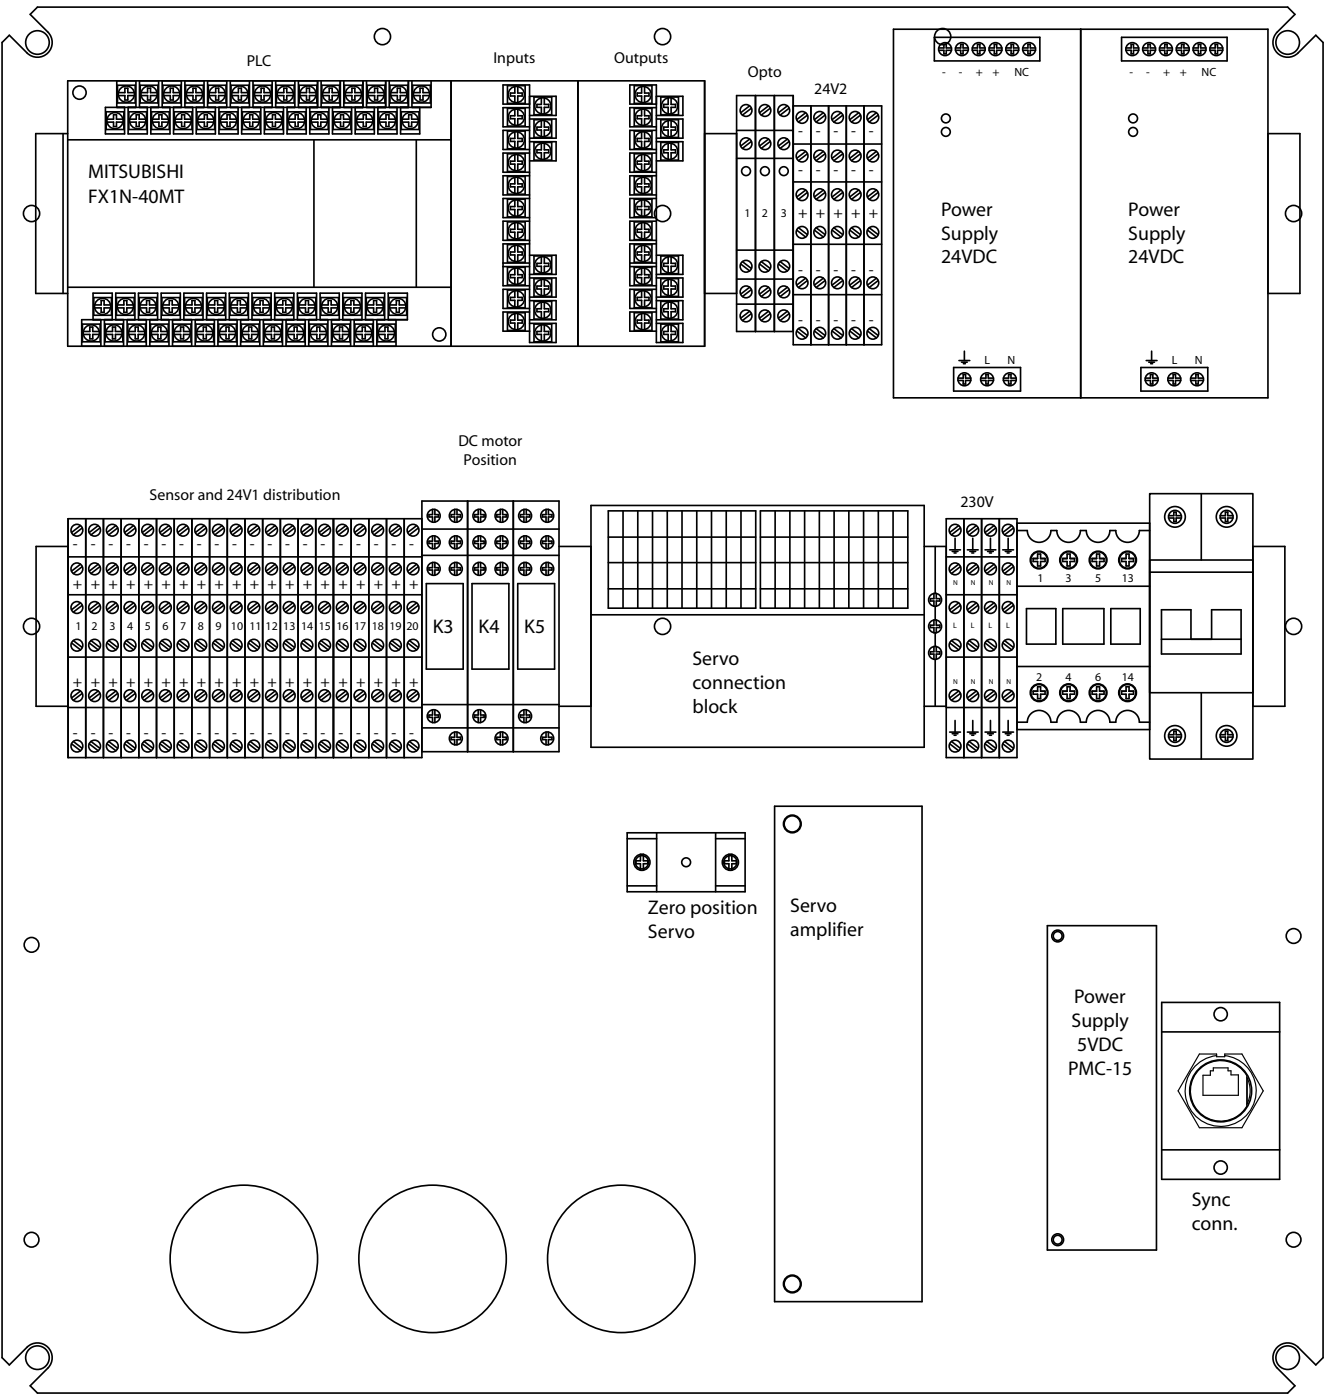 PLC
Inputs
Outputs
Opto
24V2
- - + + NC
- - + + NC
MITSUBISHI
FX1N-40MT
- - - - -
- - - - -
1 2 3
+ + + + +
- - - - -
- - - - -
Power
Supply
24VDC
Power
Supply
24VDC
L N
L N
DC motor
Position
Sensor and 24V1 distribution
230V
- - - - - - - - - - - - - - - - - - - -
+ + + + + + + + + + + + + + + + + + + +
1 2 3 4 5 6 7 8 9 10 11 12 13 14 15 16 17 18 19 20
+ + + + + + + + + + + + + + + + + + + +
- - - - - - - - - - - - - - - - - - - -
K3 K4 K5
Servo
connection
block
N N N N
L L L L
N N N N
1 3 5 13
2 4 6 14
Zero position
Servo
Servo
amplifier
Power
Supply
5VDC
PMC-15
Sync
conn.